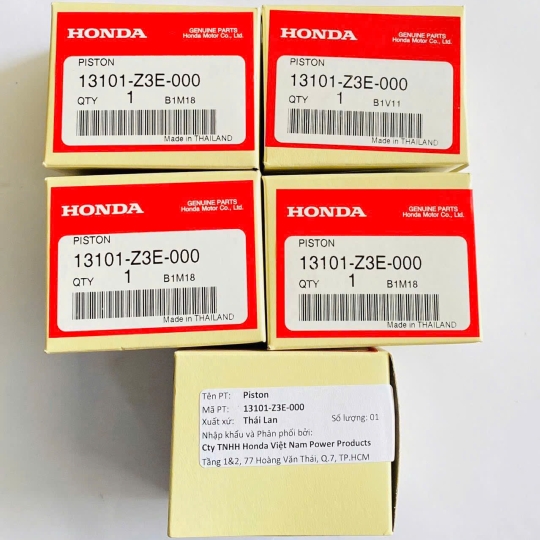 HONDA
GENUINE PARTS
Honda Motor Co., Ltd.
PISTON
13101-Z3E-000
QTY 1 B1M18
Made in THAILAND
HONDA
GENUINE PARTS
Honda Motor Co., Ltd.
PISTON
13101-Z3E-000
QTY 1 B1V11
Made in THAILAND
HONDA
GENUINE PARTS
Honda Motor Co., Ltd.
PISTON
13101-Z3E-000
QTY 1 B1M18
Made in THAILAND
HONDA
GENUINE PARTS
Honda Motor Co., Ltd.
PISTON
13101-Z3E-000
QTY 1 B1M18
Made in THAILAND
Tên PT: Piston
Mã PT: 13101-Z3E-000
Xuất xứ: Thái Lan Số lượng: 01
Nhập khẩu và Phân phối bởi:
Cty TNHH Honda Việt Nam Power Products
Tầng 1&2, 77 Hoàng Văn Thái, Q.7, TP.HCM